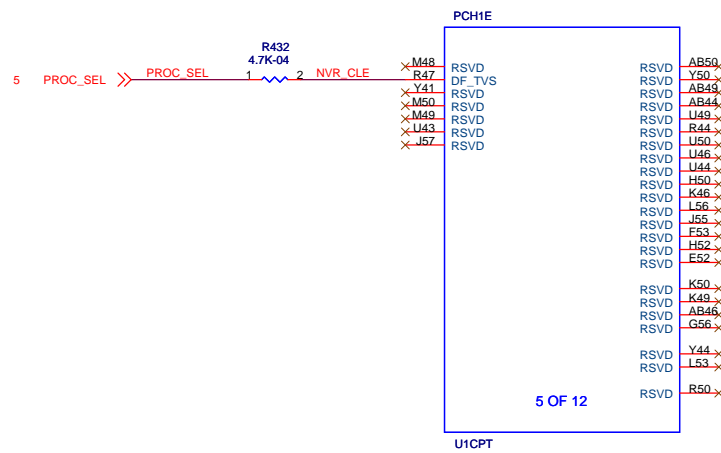 PCH1E
R432
4.7K-04
5 PROC_SEL PROC_SEL 1 2 NVR_CLE
M48 RSVD
R47 DF_TVS
Y41 RSVD
M50 RSVD
M49 RSVD
U43 RSVD
J57 RSVD
RSVD AB50
RSVD Y50
RSVD AB49
RSVD AB44
RSVD U49
RSVD R44
RSVD U50
RSVD U46
RSVD U44
RSVD H50
RSVD K46
RSVD L56
RSVD J55
RSVD F53
RSVD H52
RSVD E52
RSVD K50
RSVD K49
RSVD AB46
RSVD G56
RSVD Y44
RSVD L53
RSVD R50
5 OF 12
U1CPT